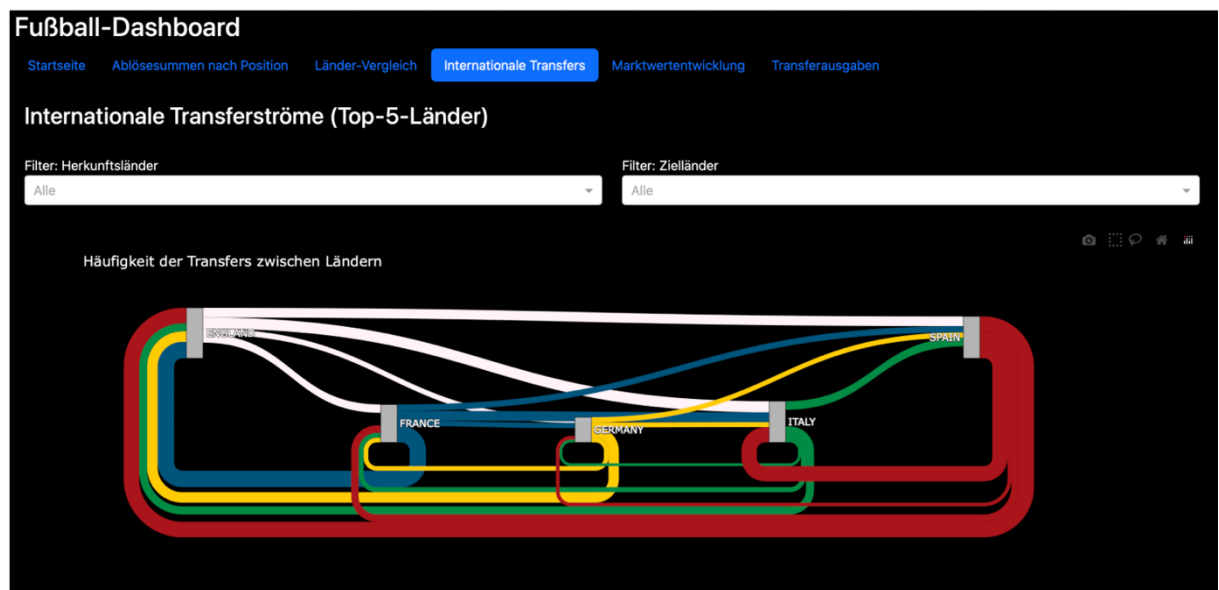 Fußball-Dashboard
Startseite Ablösesummen nach Position Länder-Vergleich Internationale Transfers Marktwertentwicklung Transferausgaben
Internationale Transferströme (Top-5-Länder)
Filter: Herkunftsländer Filter: Zielländer
Alle Alle
Häufigkeit der Transfers zwischen Ländern
ENGLAND SPAIN
FRANCE GERMANY ITALY